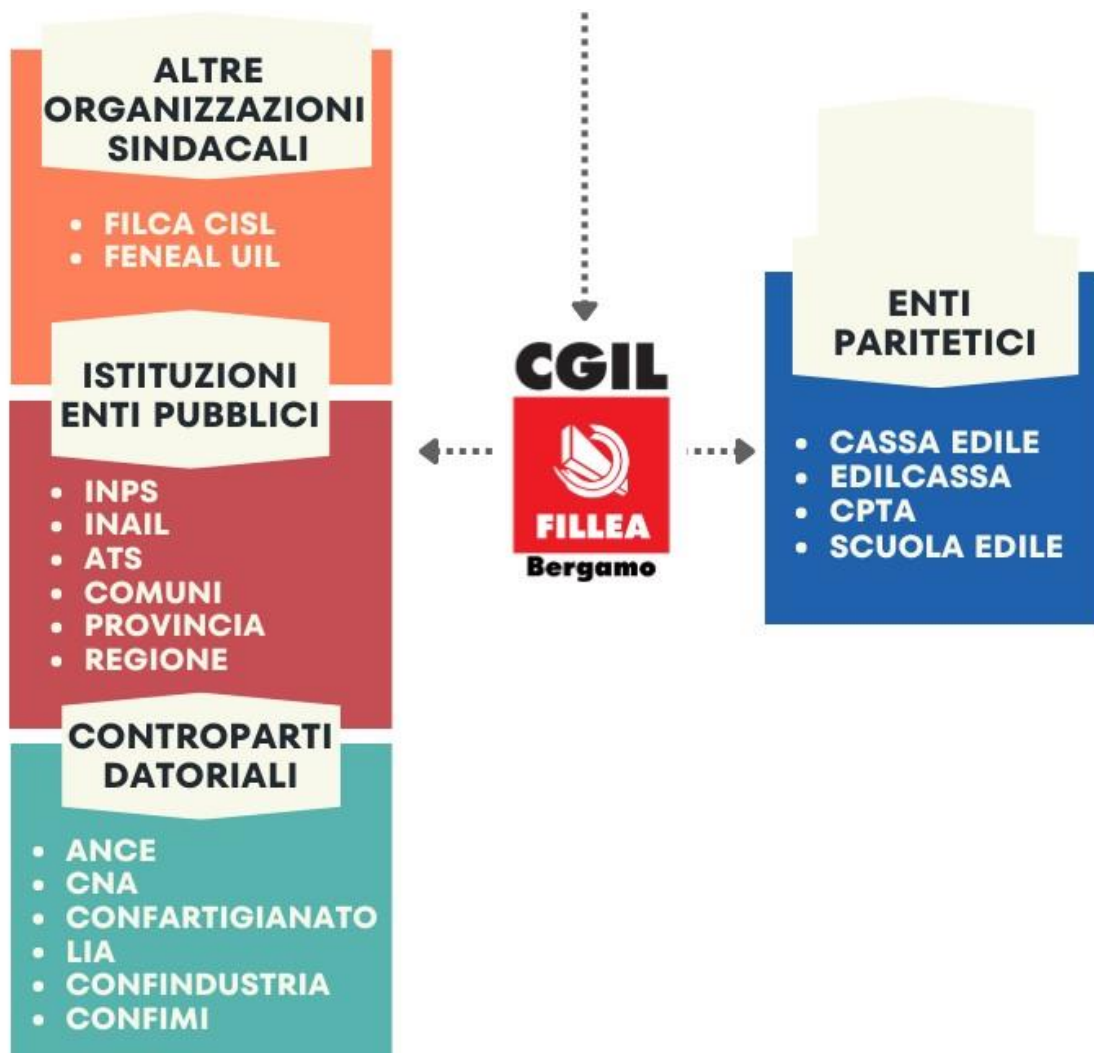 ALTRE
ORGANIZZAZIONI
SINDACALI
• FILCA CISL
• FENEAL UIL
ISTITUZIONI
ENTI PUBBLICI
• INPS
• INAIL
• ATS
• COMUNI
• PROVINCIA
• REGIONE
CONTROPARTI
DATORIALI
• ANCE
• CNA
• CONFARTIGIANATO
• LIA
• CONFINDUSTRIA
• CONFIMI
CGIL
FILLEA
Bergamo
ENTI
PARITETICI
• CASSA EDILE
• EDILCASSA
• CPTA
• SCUOLA EDILE